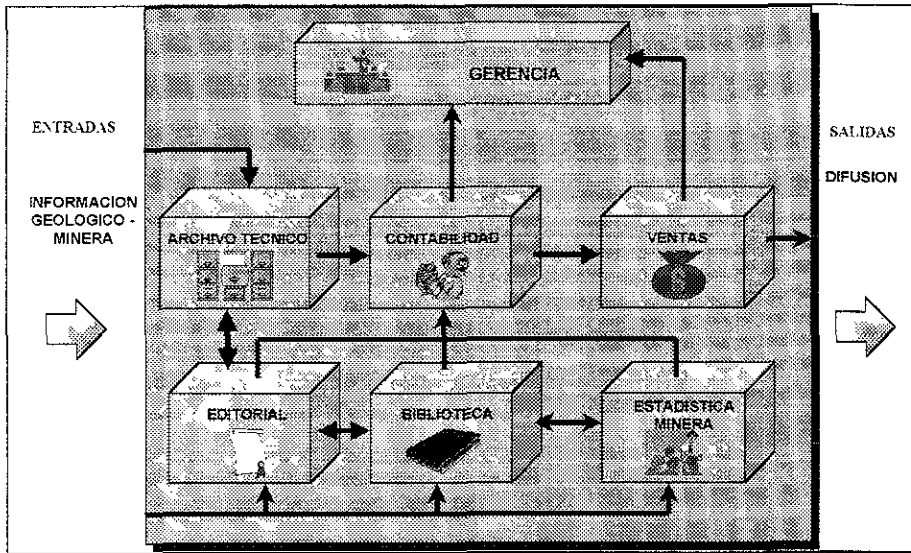 GERENCIA
ENTRADAS
SALIDAS
DIFUSION
INFORMACION
GEOLOGICO -
MINERA
ARCHIVO TECNICO
CONTABILIDAD
VENTAS
$
EDITORIAL
BIBLIOTECA
ESTADISTICA
MINERA